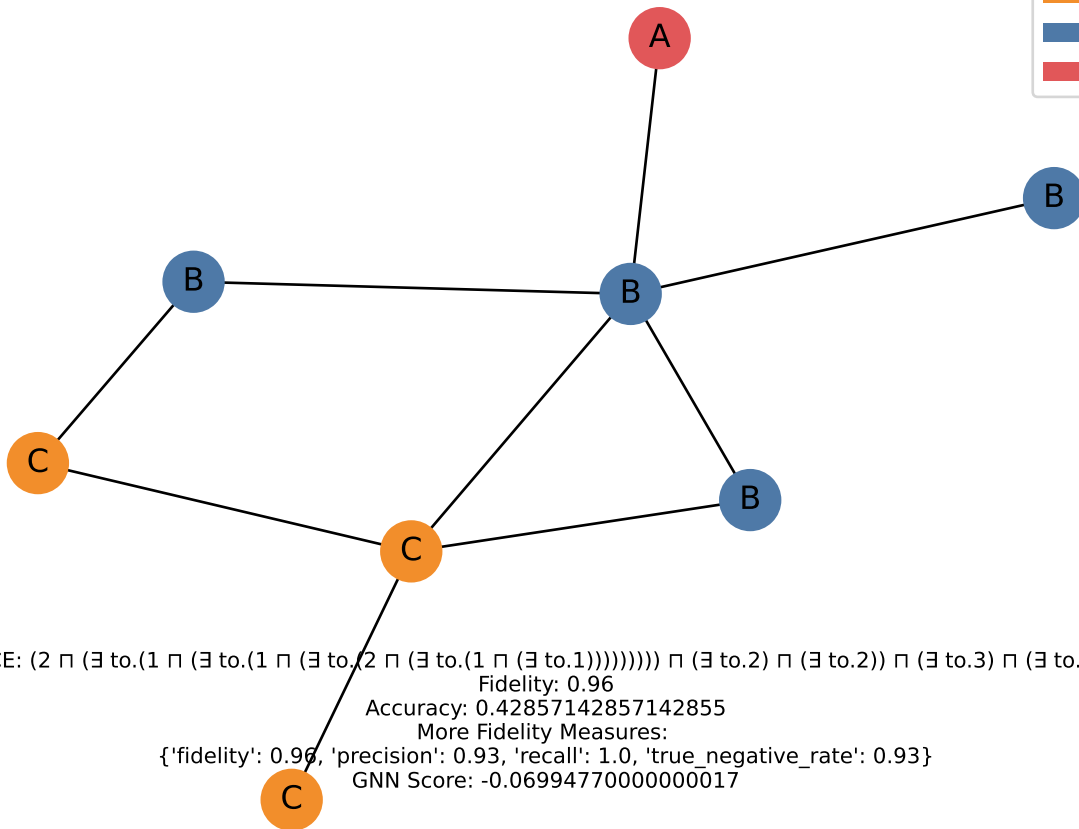 A
B
B
B
C
B
C
CE: (2 ⊓ (∃ to.(1 ⊓ (∃ to.(1 ⊓ (∃ to.(2 ⊓ (∃ to.(1 ⊓ (∃ to.1))))))))) ⊓ (∃ to.2) ⊓ (∃ to.2)) ⊓ (∃ to.3) ⊓ (∃ to.
Fidelity: 0.96
Accuracy: 0.42857142857142855
More Fidelity Measures:
{'fidelity': 0.96, 'precision': 0.93, 'recall': 1.0, 'true_negative_rate': 0.93}
GNN Score: -0.06994770000000017
C